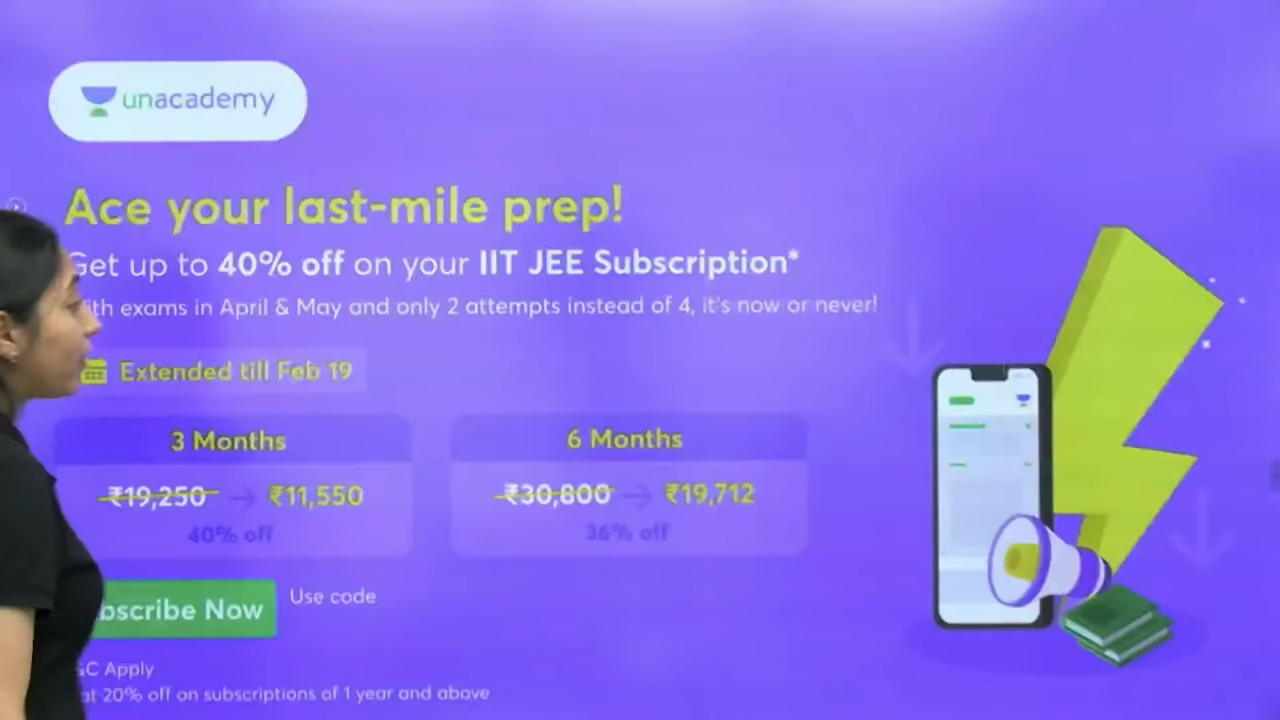 unacademy
Ace your last-mile prep!
Get up to 40% off on your IIT JEE Subscription*
exams in April & May and only 2 attempts instead of 4, it's now or never!
Extended till Feb 19
3 Months
6 Months
₹19,250 → ₹11,550
₹30,800 → ₹19,712
40% off
36% off
Now
Use code
Apply
20% off on subscriptions of 1 year and above